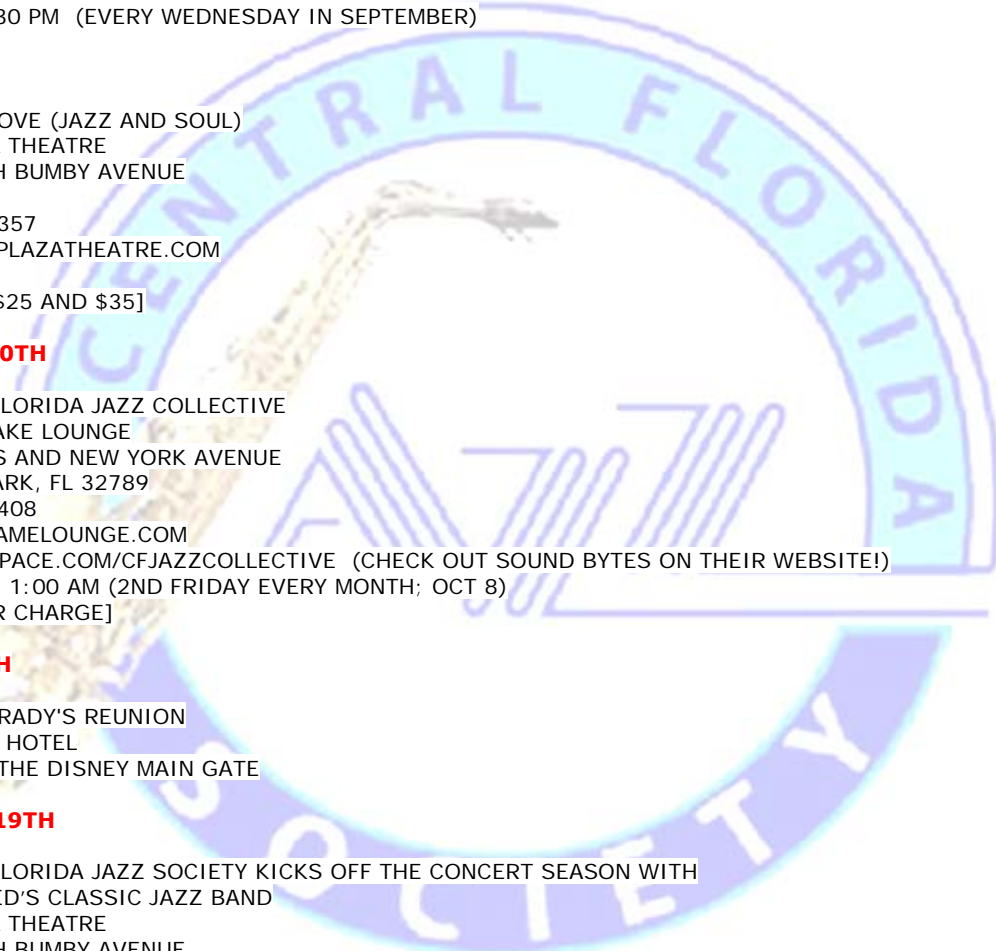 30 PM (EVERY WEDNESDAY IN SEPTEMBER)
OVE (JAZZ AND SOUL)
THEATRE
H BUMBY AVENUE
357
PLAZATHEATRE.COM
$25 AND $35]
0TH
LORIDA JAZZ COLLECTIVE
AKE LOUNGE
S AND NEW YORK AVENUE
ARK, FL 32789
408
AMELOUNGE.COM
PACE.COM/CFJAZZCOLLECTIVE (CHECK OUT SOUND BYTES ON THEIR WEBSITE!)
1:00 AM (2ND FRIDAY EVERY MONTH; OCT 8)
R CHARGE]
H
RADY'S REUNION
HOTEL
THE DISNEY MAIN GATE
19TH
LORIDA JAZZ SOCIETY KICKS OFF THE CONCERT SEASON WITH
ED'S CLASSIC JAZZ BAND
THEATRE
H BUMBY AVENUE
CENTRAL FLORIDA
AZZ
SOCIETY